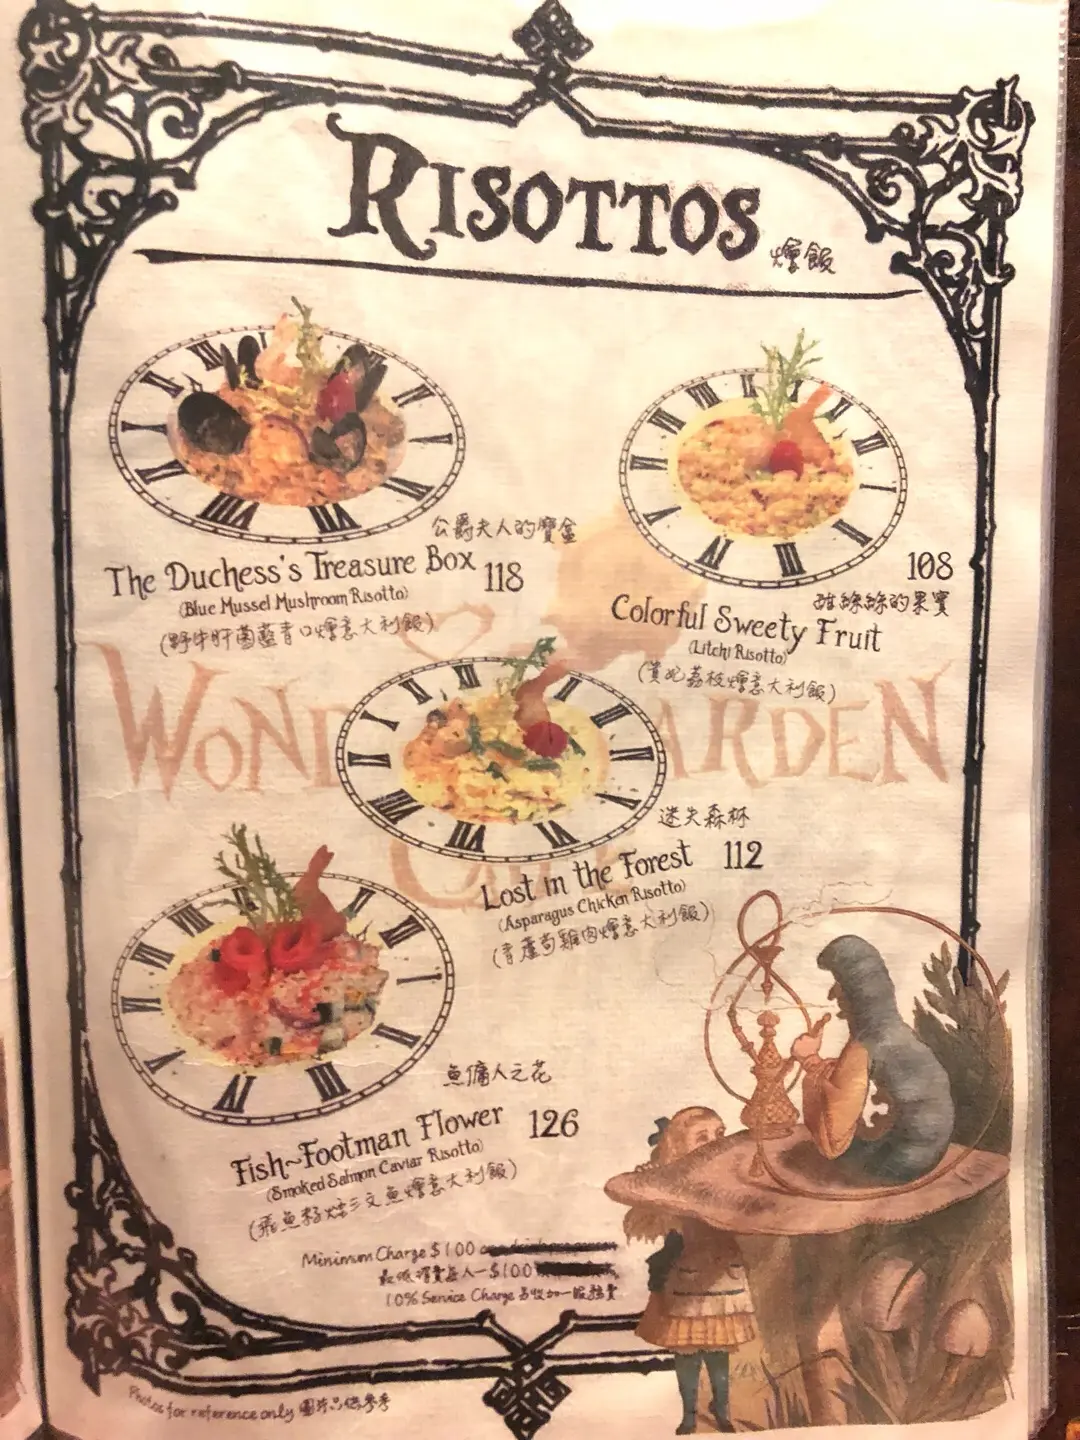 RISOTTOS
燴飯
公爵夫人的寶盒
The Duchess's Treasure Box 118
(Blue Mussel Mushroom Risotto)
(野牛肝菌藍青口燴意大利飯)
108
甜絲絲的果實
Colorful Sweety Fruit
(Litchi Risotto)
(貴妃荔枝燴意大利飯)
迷失森林
Lost in the Forest 112
(Asparagus Chicken Risotto)
(青蘆筍雞肉燴意大利飯)
魚傭人之花
Fish~Footman Flower 126
(Smoked Salmon Caviar Risotto)
(飛魚籽煙三文魚燴意大利飯)
Minimum Charge $100
最低消費每人一$100
10% Service Charge 另收加一服務費
Photos for reference only 圖片只供參考